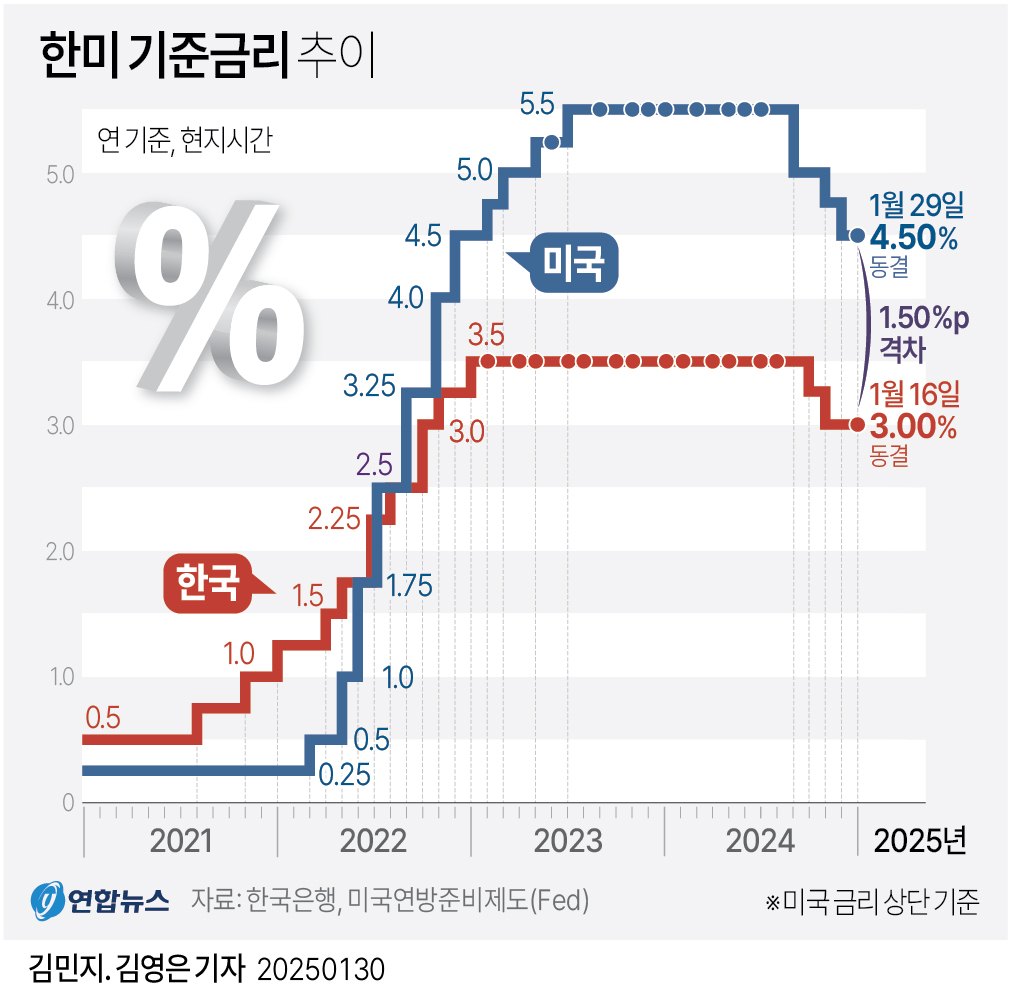 한미 기준금리 추이
연 기준, 현지시간
%
5.0
4.0
3.0
2.0
1.0
0
5.5
5.0
4.5
4.0
3.25
2.5
1.75
1.0
0.5
0.25
미국
3.5
3.0
2.25
1.5
1.0
0.5
한국
1월 29일
4.50%
동결
1.50%p
격차
1월 16일
3.00%
동결
2021 2022 2023 2024 2025년
y 연합뉴스 자료: 한국은행, 미국연방준비제도(Fed) ※미국 금리 상단 기준
김민지. 김영은 기자 20250130